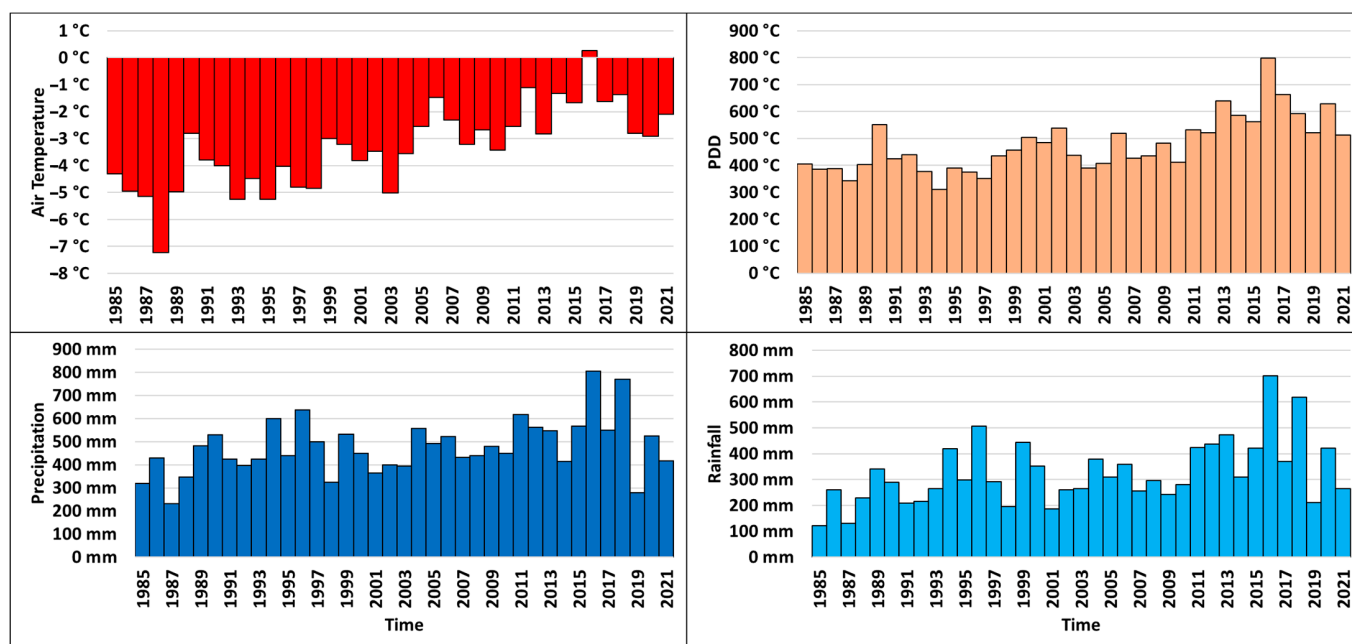 1 °C
0 °C
−1 °C
−2 °C
−3 °C
−4 °C
−5 °C
−6 °C
−7 °C
−8 °C
Air Temperature
1985
1987
1989
1991
1993
1995
1997
1999
2001
2003
2005
2007
2009
2011
2013
2015
2017
2019
2021
900 °C
800 °C
700 °C
600 °C
500 °C
400 °C
300 °C
200 °C
100 °C
0 °C
PDD
1985
1987
1989
1991
1993
1995
1997
1999
2001
2003
2005
2007
2009
2011
2013
2015
2017
2019
2021
900 mm
800 mm
700 mm
600 mm
500 mm
400 mm
300 mm
200 mm
100 mm
0 mm
Precipitation
1985
1987
1989
1991
1993
1995
1997
1999
2001
2003
2005
2007
2009
2011
2013
2015
2017
2019
2021
Time
800 mm
700 mm
600 mm
500 mm
400 mm
300 mm
200 mm
100 mm
0 mm
Rainfall
1985
1987
1989
1991
1993
1995
1997
1999
2001
2003
2005
2007
2009
2011
2013
2015
2017
2019
2021
Time